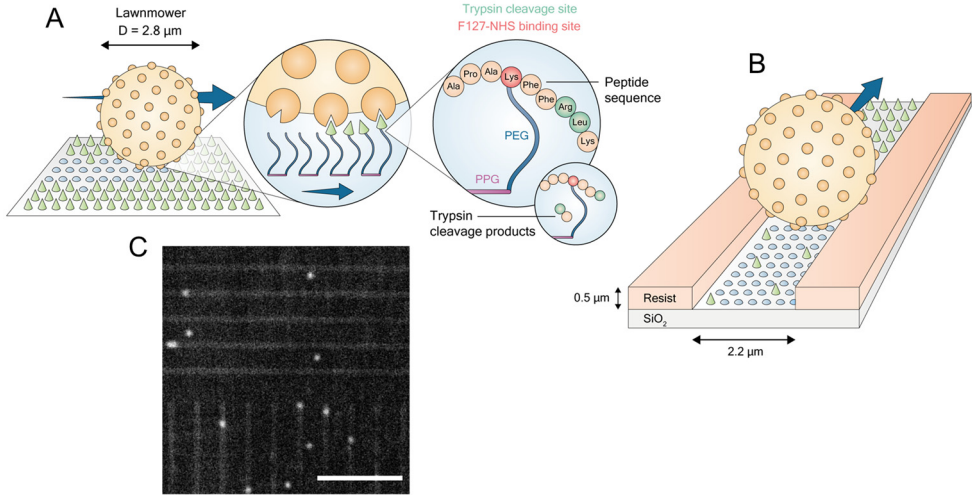 A
Lawnmower
D = 2.8 µm
Trypsin cleavage site
F127-NHS binding site
Ala
Pro
Ala
Lys
Phe
Phe
Arg
Leu
Lys
Peptide
sequence
PEG
PPG
Trypsin
cleavage products
B
0.5 µm
Resist
SiO₂
2.2 µm
C